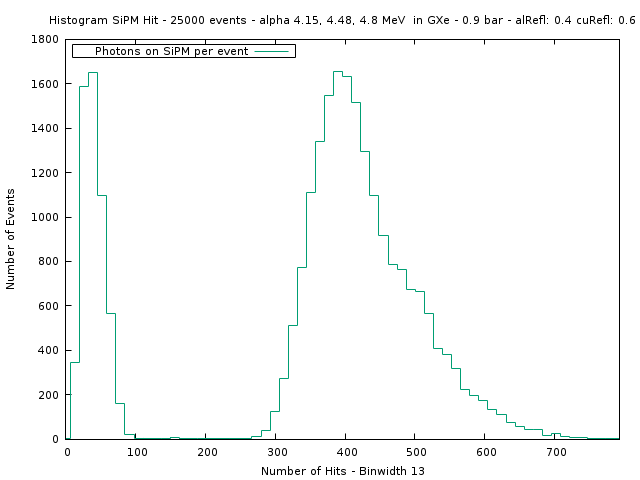 Histogram SiPM Hit - 25000 events - alpha 4.15, 4.48, 4.8 MeV  in GXe - 0.9 bar - alRefl: 0.4 cuRefl: 0.6
Photons on SiPM per event
1800
1600
1400
1200
1000
800
600
400
200
0
Number of Events
0 100 200 300 400 500 600 700
Number of Hits - Binwidth 13